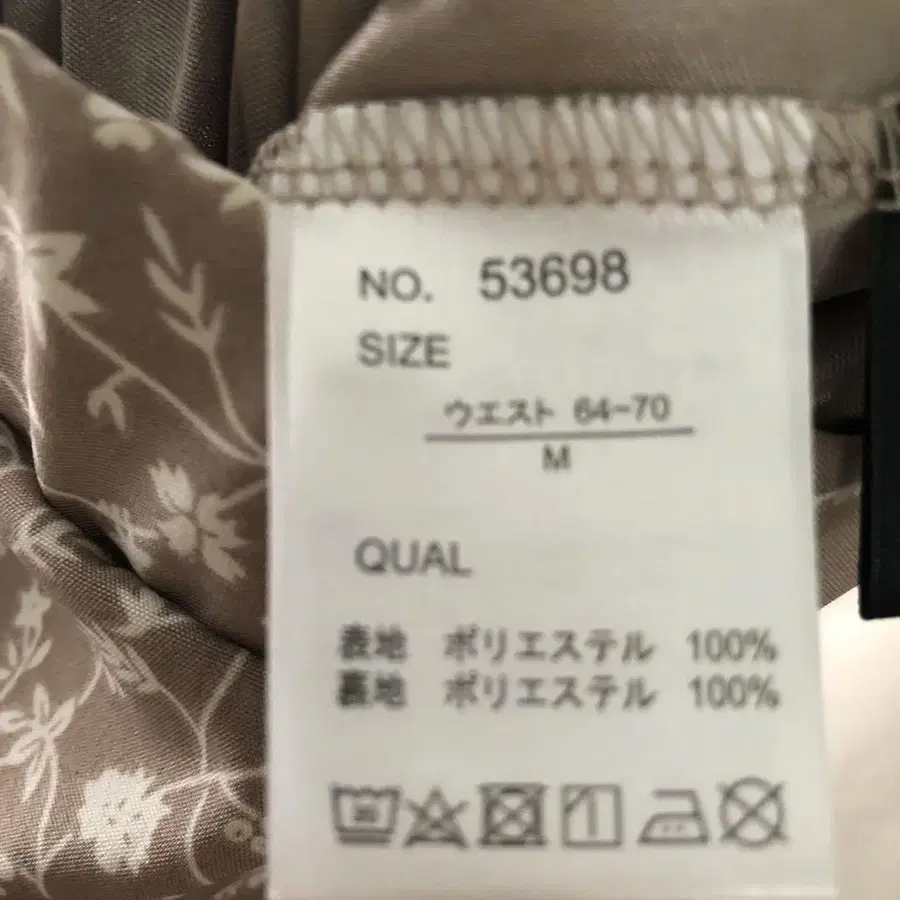 NO. 53698
SIZE
ウエスト 64-70
M
QUAL
表地 ポリエステル 100%
裏地 ポリエステル 100%